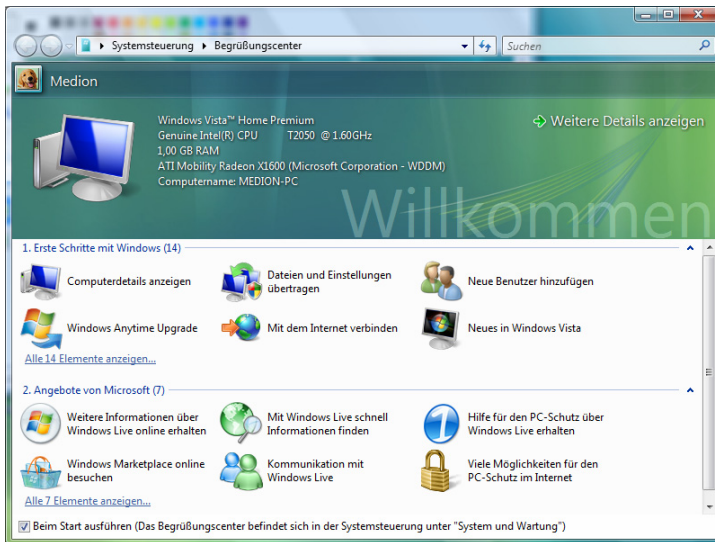 Systemsteuerung ▸ Begrüßungscenter
Suchen
Medion
Windows Vista™ Home Premium
Genuine Intel(R) CPU T2050 @ 1.60GHz
1,00 GB RAM
ATI Mobility Radeon X1600 (Microsoft Corporation - WDDM)
Computername: MEDION-PC
Weitere Details anzeigen
Willkommen
1. Erste Schritte mit Windows (14)
Computerdetails anzeigen
Dateien und Einstellungen
übertragen
Neue Benutzer hinzufügen
Windows Anytime Upgrade
Mit dem Internet verbinden
Neues in Windows Vista
Alle 14 Elemente anzeigen...
2. Angebote von Microsoft (7)
Weitere Informationen über
Windows Live online erhalten
Mit Windows Live schnell
Informationen finden
Hilfe für den PC-Schutz über
Windows Live erhalten
Windows Marketplace online
besuchen
Kommunikation mit
Windows Live
Viele Möglichkeiten für den
PC-Schutz im Internet
Alle 7 Elemente anzeigen...
Beim Start ausführen (Das Begrüßungscenter befindet sich in der Systemsteuerung unter "System und Wartung")